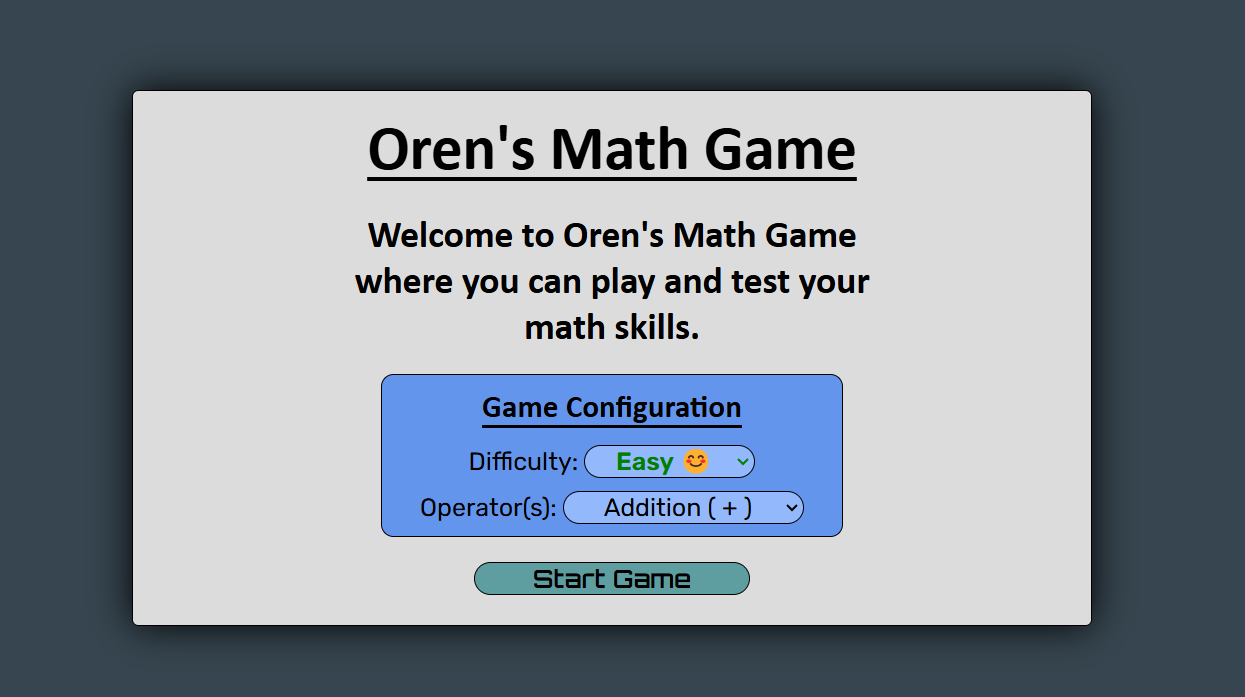 Oren's Math Game
Welcome to Oren's Math Game
where you can play and test your
math skills.
Game Configuration
Difficulty: Easy 😊
Operator(s): Addition ( + )
Start Game